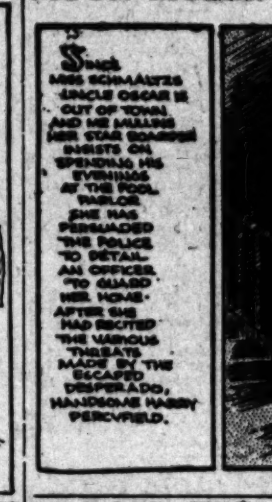 SINCE
MISS SCHMALTZS
UNCLE OSCAR IS
OUT OF TOWN
AND MR MULLINS
HER STAR BOARDER
INSISTS ON
SPENDING HIS
EVENINGS
AT THE POOL
PARLOR
SHE HAS
PERSUADED
THE POLICE
TO DETAIL
AN OFFICER
TO GUARD
HER HOME.
AFTER SHE
HAD RECITED
THE VARIOUS
THREATS
MADE BY THE
ESCAPED
DESPERADO,
HANDSOME HARRY
PERCYFIELD.